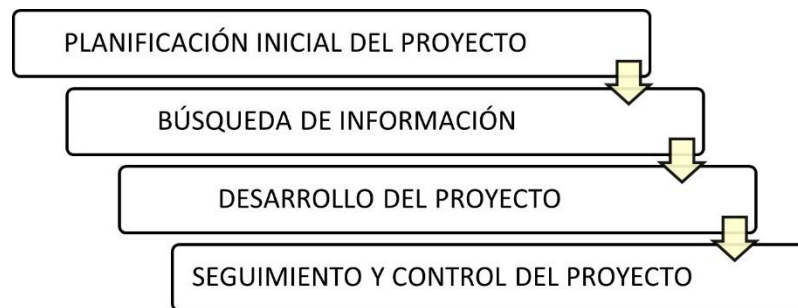 PLANIFICACIÓN INICIAL DEL PROYECTO
BÚSQUEDA DE INFORMACIÓN
DESARROLLO DEL PROYECTO
SEGUIMIENTO Y CONTROL DEL PROYECTO